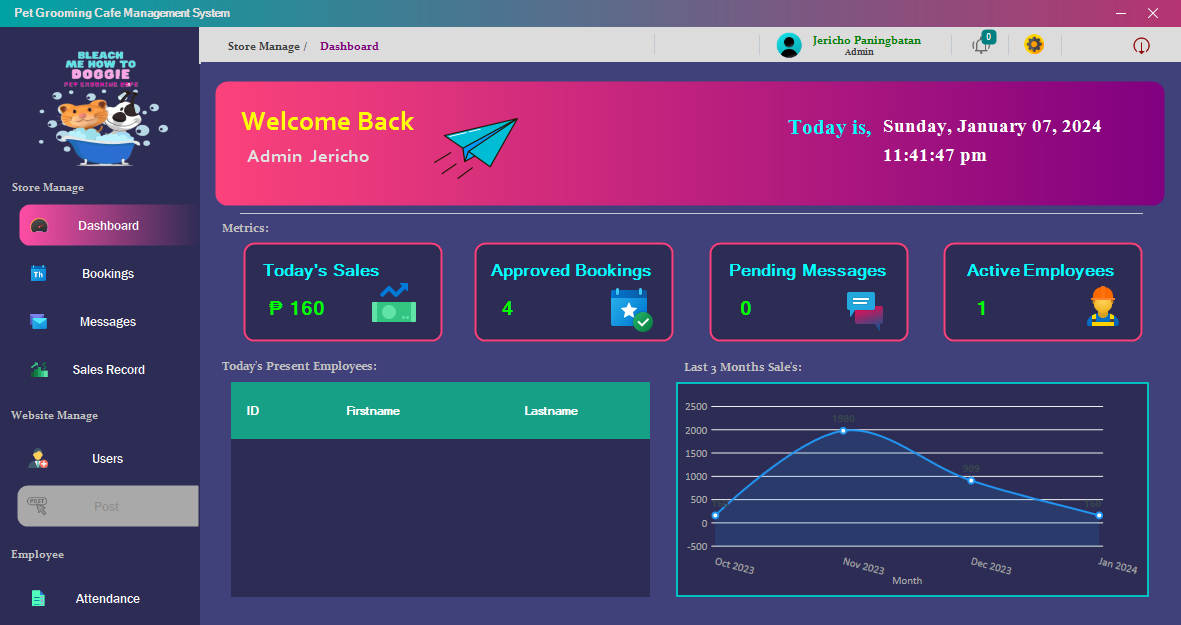 Pet Grooming Cafe Management System
BLEACH
ME HOW TO
DOGGIE
PET GROOMING CAFE
Store Manage / Dashboard
Jericho Paningbatan
Admin
0
Store Manage
Dashboard
Bookings
Th
Messages
Sales Record
Website Manage
Users
POST
Post
Employee
Attendance
Welcome Back
Admin Jericho
Today is, Sunday, January 07, 2024
11:41:47 pm
Metrics:
Today's Sales
₱ 160
Approved Bookings
4
Pending Messages
0
Active Employees
1
Today's Present Employees:
ID Firstname Lastname
Last 3 Months Sale's:
2500
2000
1500
1000
500
0
-500
1980
909
160
Oct 2023 Nov 2023 Dec 2023 Jan 2024
Month